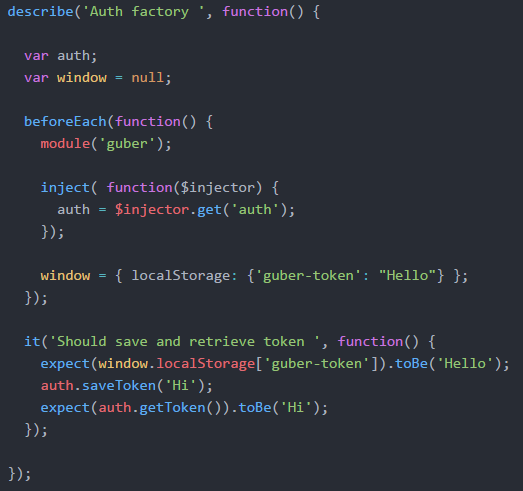 describe('Auth factory ', function() {
var auth;
var window = null;
beforeEach(function() {
module('guber');
inject( function($injector) {
auth = $injector.get('auth');
});
window = { localStorage: {'guber-token': "Hello"} };
});
it('Should save and retrieve token ', function() {
expect(window.localStorage['guber-token']).toBe('Hello');
auth.saveToken('Hi');
expect(auth.getToken()).toBe('Hi');
});
});